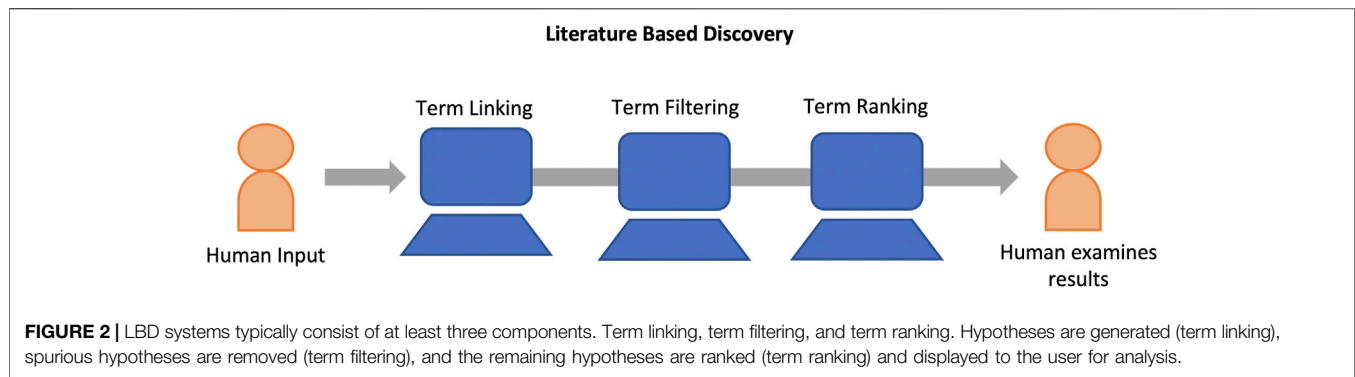 Literature Based Discovery
Term Linking
Term Filtering
Term Ranking
Human Input
Human examines
results
FIGURE 2 | LBD systems typically consist of at least three components. Term linking, term filtering, and term ranking. Hypotheses are generated (term linking),
spurious hypotheses are removed (term filtering), and the remaining hypotheses are ranked (term ranking) and displayed to the user for analysis.